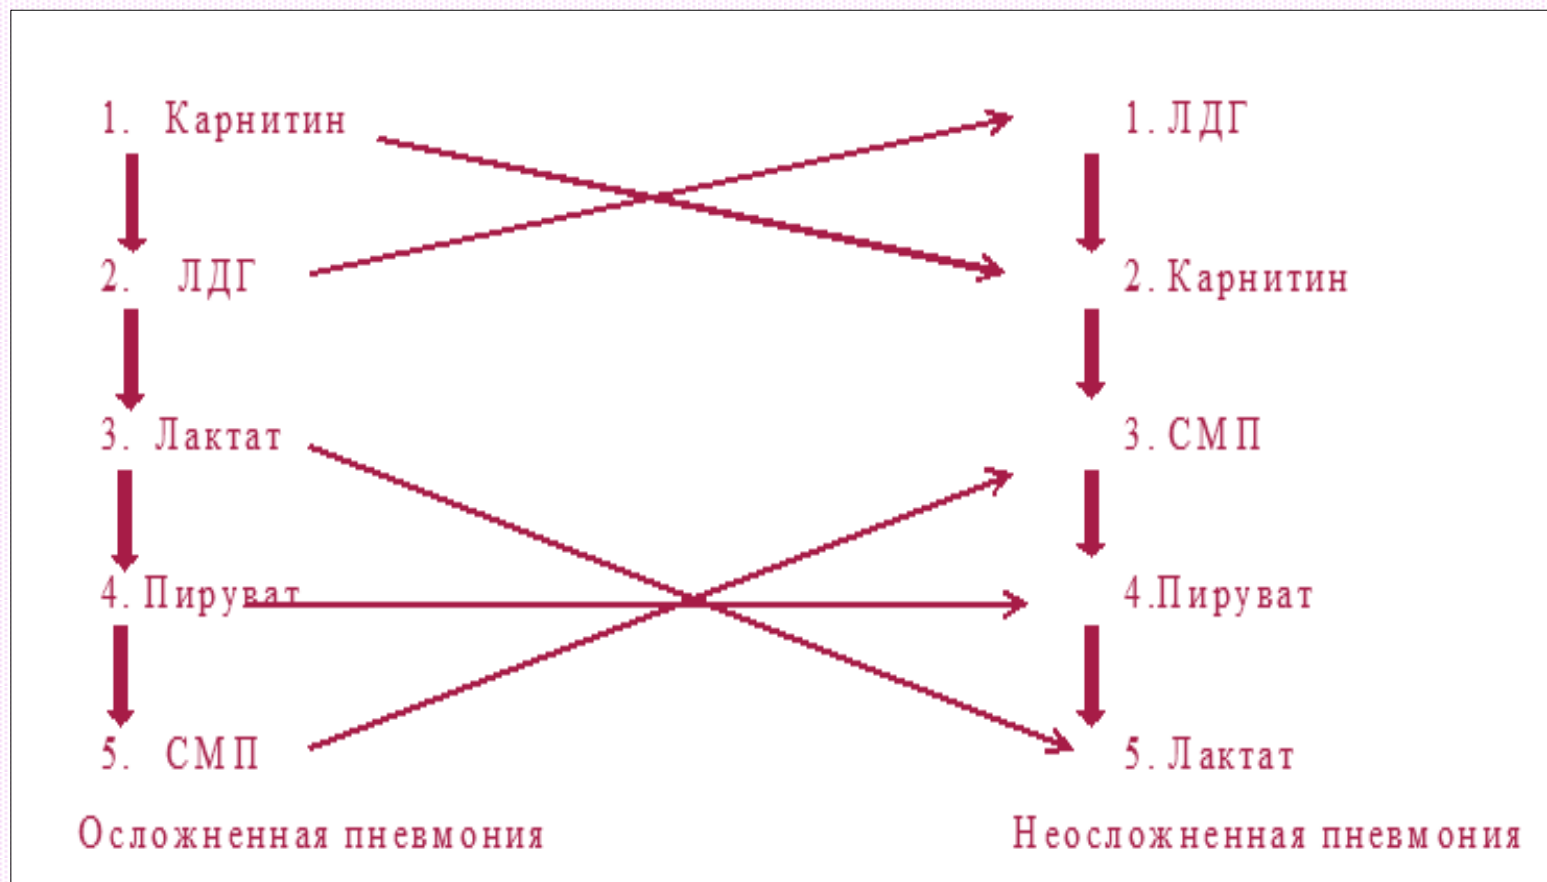 1. Карнитин
2. ЛДГ
3. Лактат
4. Пируват
5. СМП
Осложненная пневмония
1. ЛДГ
2. Карнитин
3. СМП
4.Пируват
5. Лактат
Неосложненная пневмония